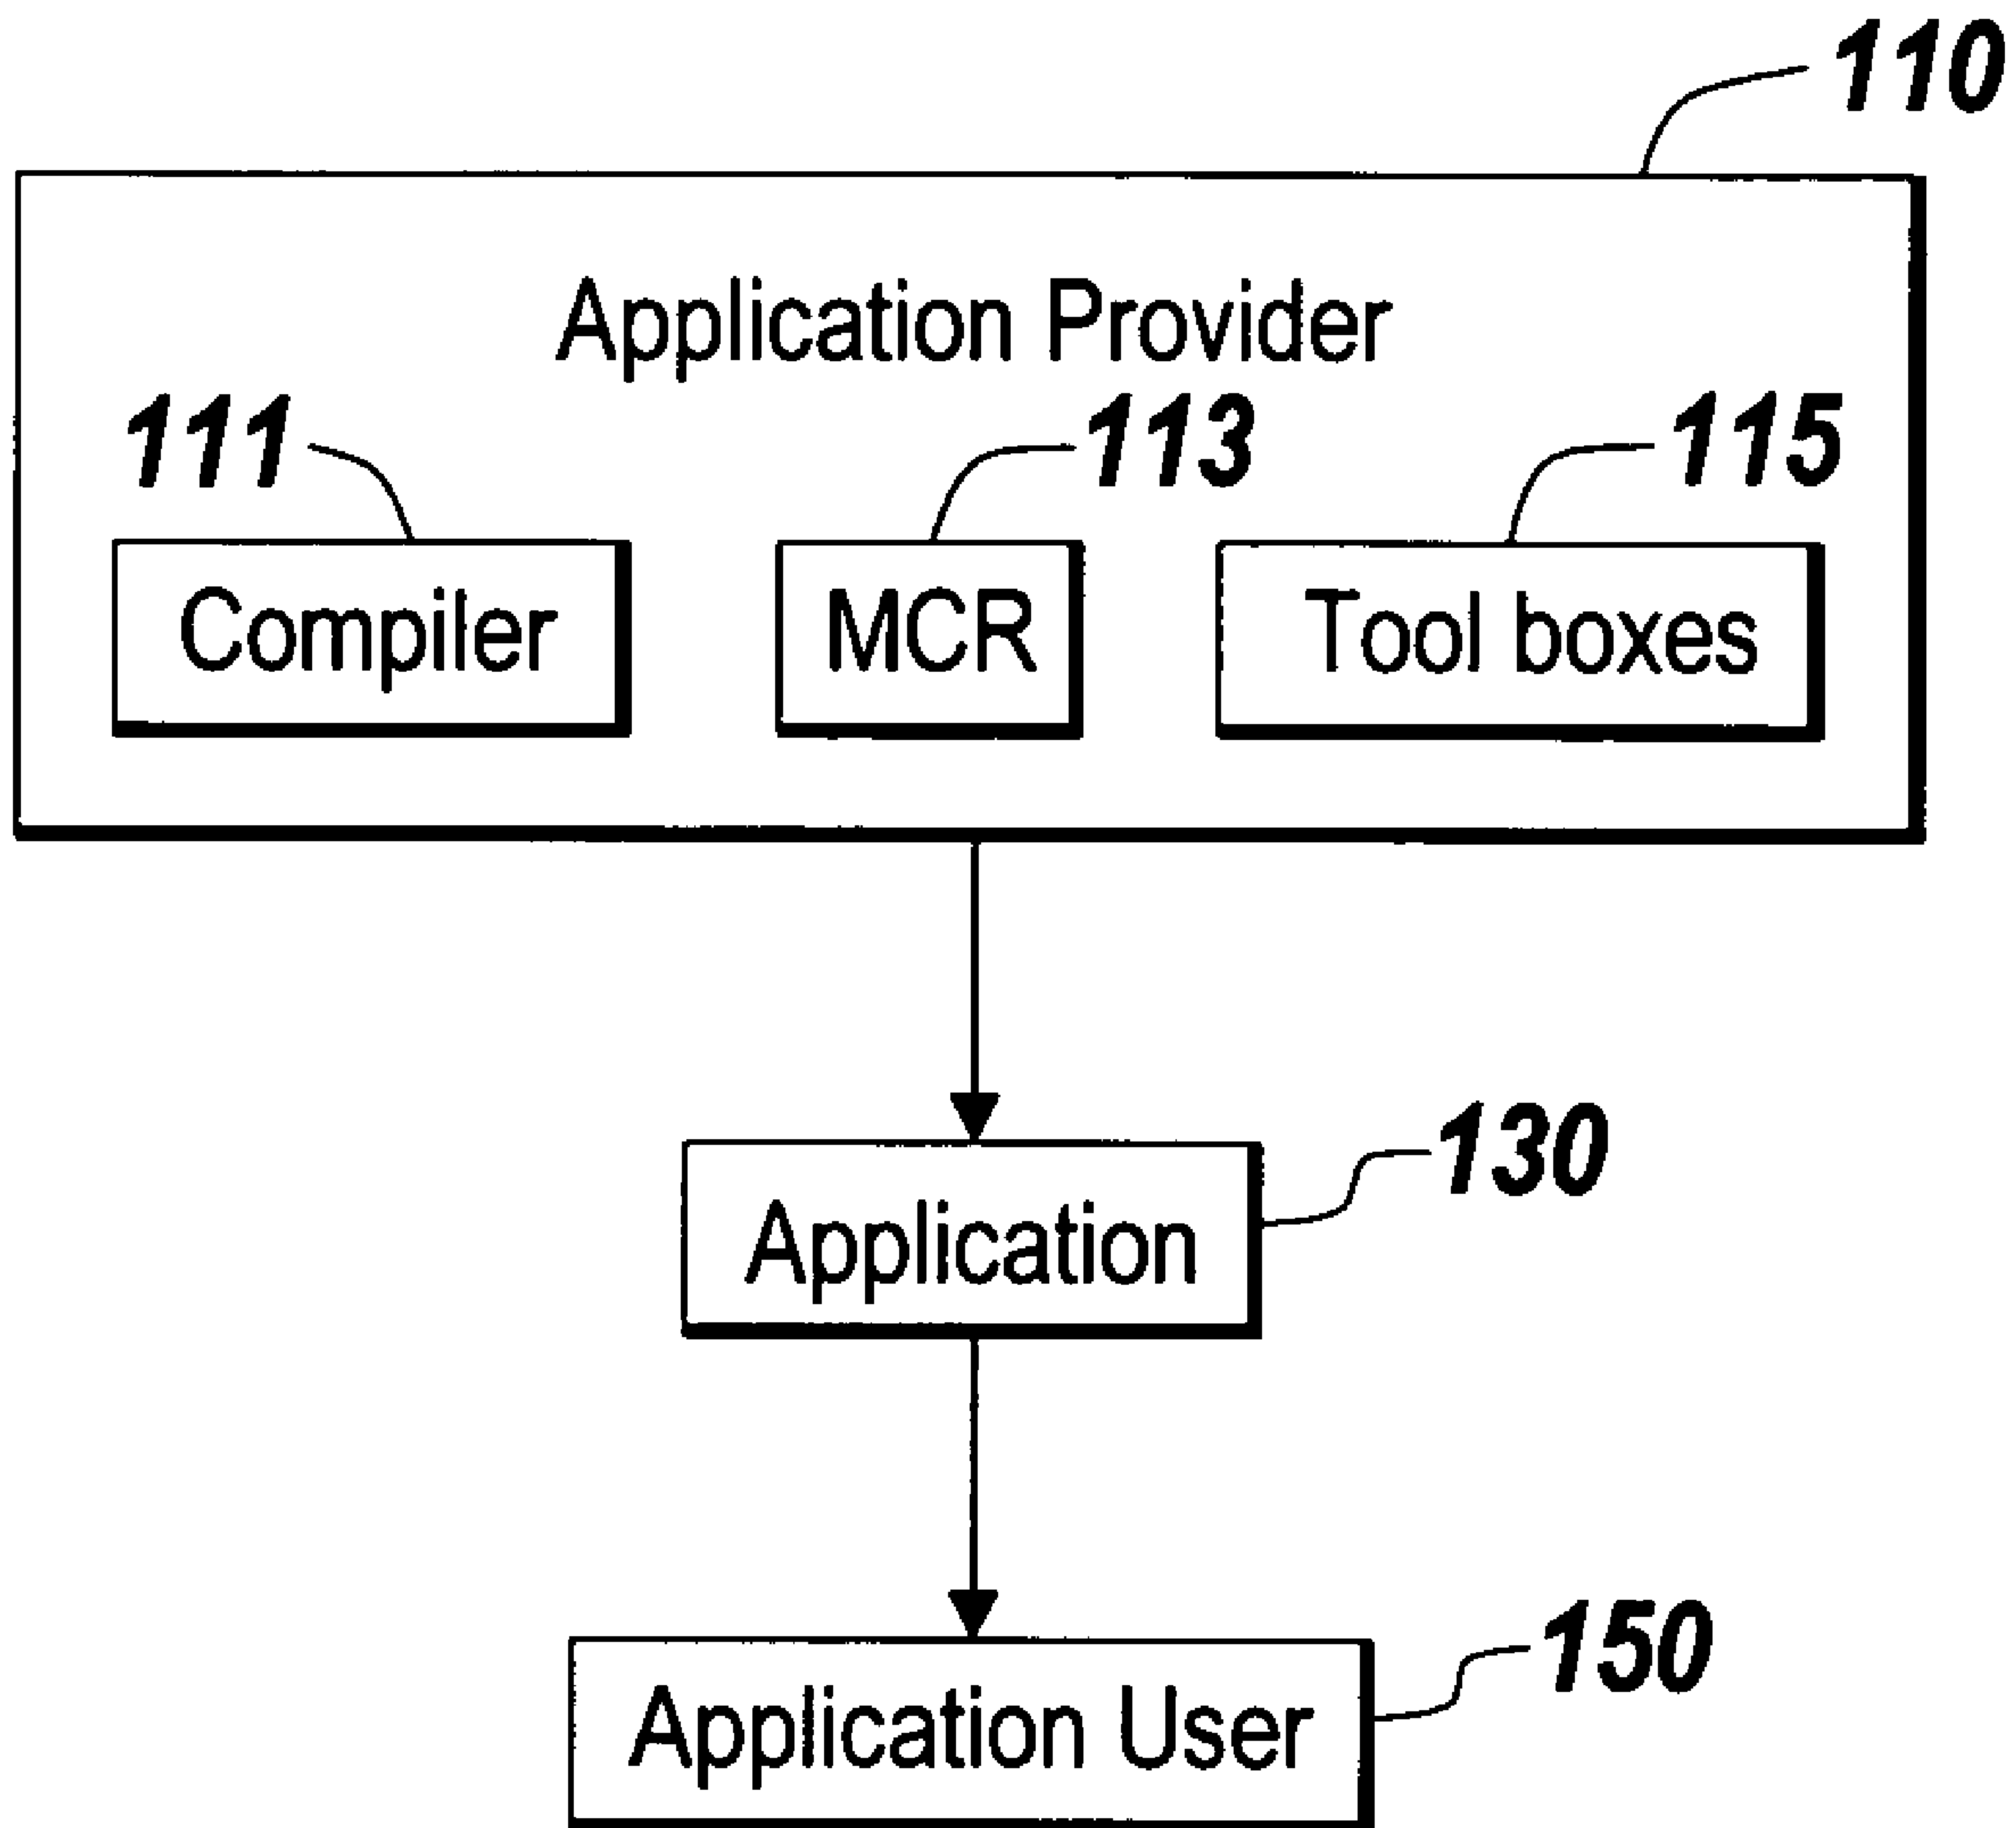 110
Application Provider
111 113 115
Compiler MCR Tool boxes
130
Application
150
Application User